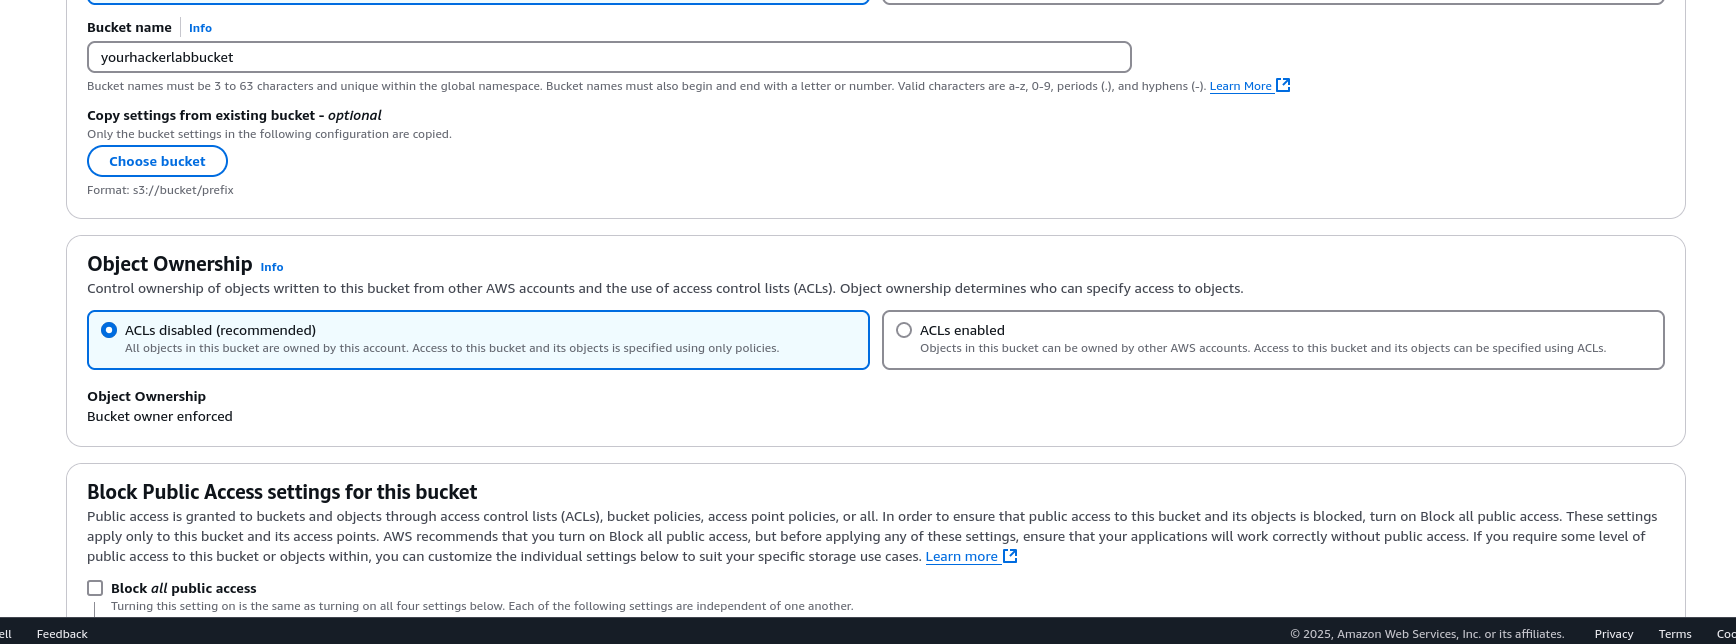 Bucket name Info
yourhackerlabbucket
Bucket names must be 3 to 63 characters and unique within the global namespace. Bucket names must also begin and end with a letter or number. Valid characters are a-z, 0-9, periods (.), and hyphens (-). Learn More
Copy settings from existing bucket - optional
Only the bucket settings in the following configuration are copied.
Choose bucket
Format: s3://bucket/prefix
Object Ownership Info
Control ownership of objects written to this bucket from other AWS accounts and the use of access control lists (ACLs). Object ownership determines who can specify access to objects.
ACLs disabled (recommended)
All objects in this bucket are owned by this account. Access to this bucket and its objects is specified using only policies.
ACLs enabled
Objects in this bucket can be owned by other AWS accounts. Access to this bucket and its objects can be specified using ACLs.
Object Ownership
Bucket owner enforced
Block Public Access settings for this bucket
Public access is granted to buckets and objects through access control lists (ACLs), bucket policies, access point policies, or all. In order to ensure that public access to this bucket and its objects is blocked, turn on Block all public access. These settings
apply only to this bucket and its access points. AWS recommends that you turn on Block all public access, but before applying any of these settings, ensure that your applications will work correctly without public access. If you require some level of
public access to this bucket or objects within, you can customize the individual settings below to suit your specific storage use cases. Learn more
Block all public access
Turning this setting on is the same as turning on all four settings below. Each of the following settings are independent of one another.
Feedback © 2025, Amazon Web Services, Inc. or its affiliates. Privacy Terms